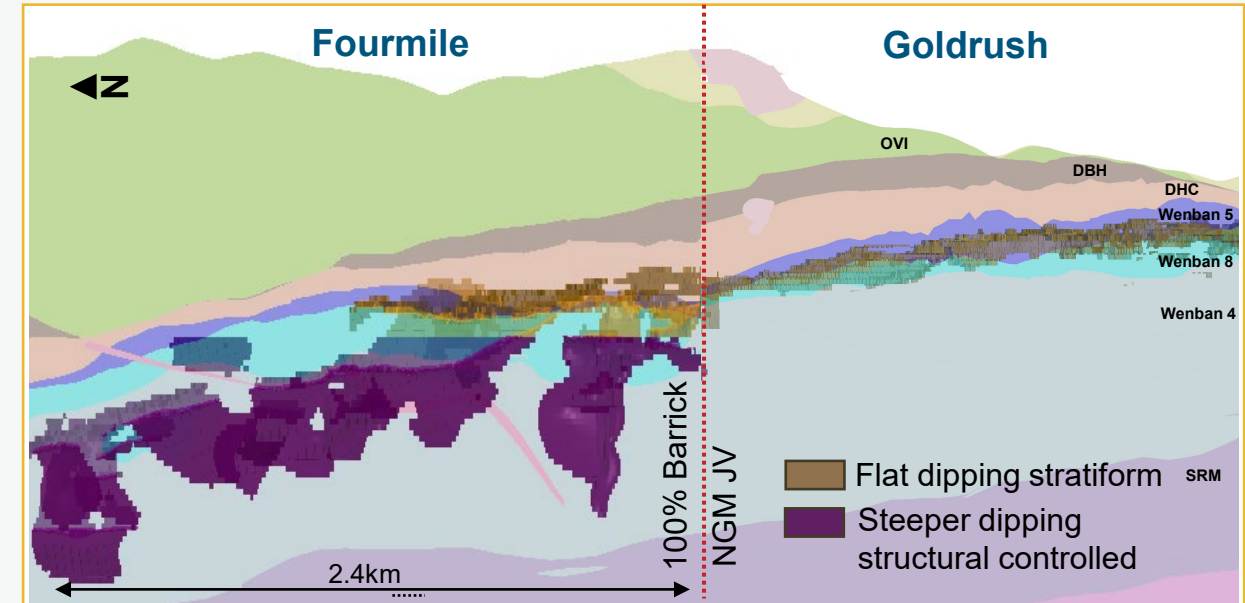 Fourmile
Goldrush
N
OVI
DBH
DHC
Wenban 5
Wenban 8
Wenban 4
100% Barrick
NGM JV
Flat dipping stratiform
SRM
Steeper dipping
structural controlled
2.4km